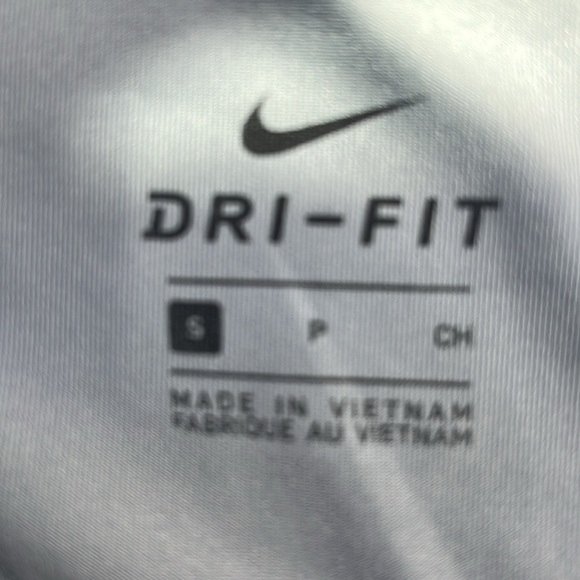 DRI-FIT
S P CH
MADE IN VIETNAM
FABRIQUE AU VIETNAM